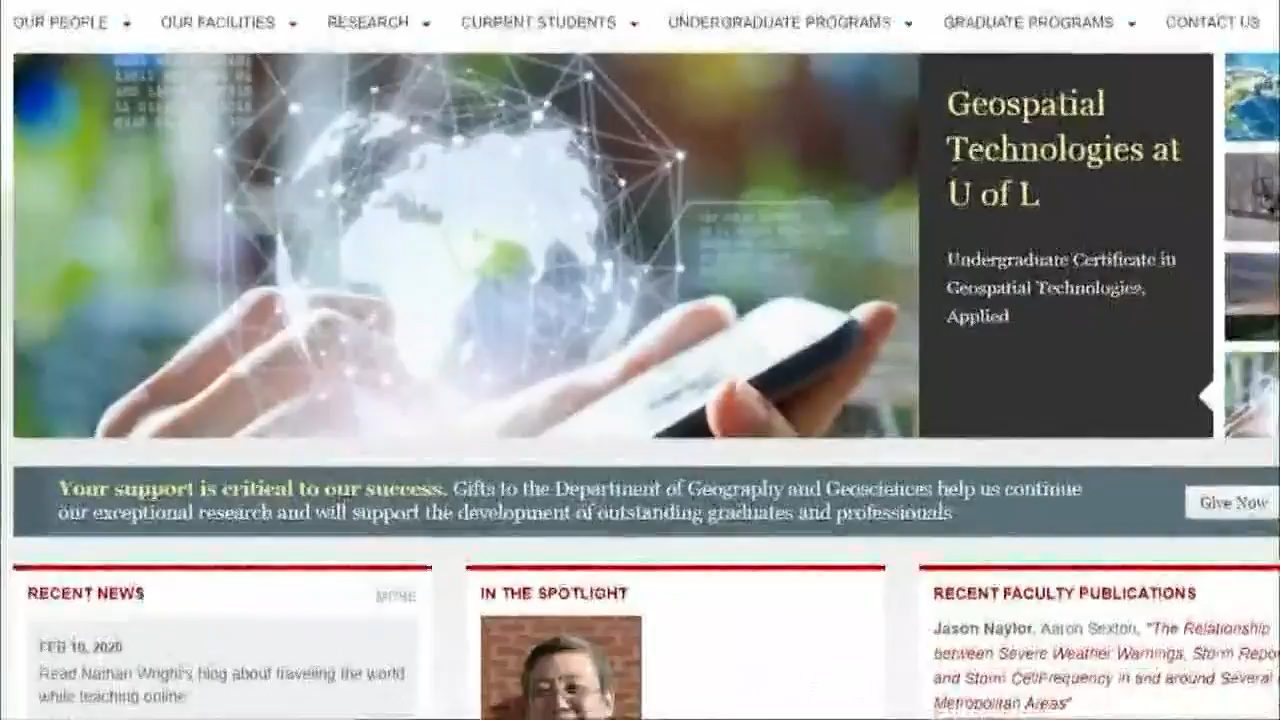 OUR PEOPLE
OUR FACILITIES
RESEARCH
CURRENT STUDENTS
UNDERGRADUATE PROGRAMS
GRADUATE PROGRAMS
CONTACT US
Geospatial
Technologies at
U of L
Undergraduate Certificate in
Geospatial Technologies,
Applied
Your support is critical to our success. Gifts to the Department of Geography and Geosciences help us continue
our exceptional research and will support the development of outstanding graduates and professionals
Give Now
RECENT NEWS
MORE
FEB 10, 2020
Read Nathan Wright's blog about traveling the world
while teaching online
IN THE SPOTLIGHT
RECENT FACULTY PUBLICATIONS
Jason Naylor, Aaron Sexton, "The Relationship
between Severe Weather Warnings, Storm Repo
and Storm Cell Frequency in and around Several
Metropolitan Areas"